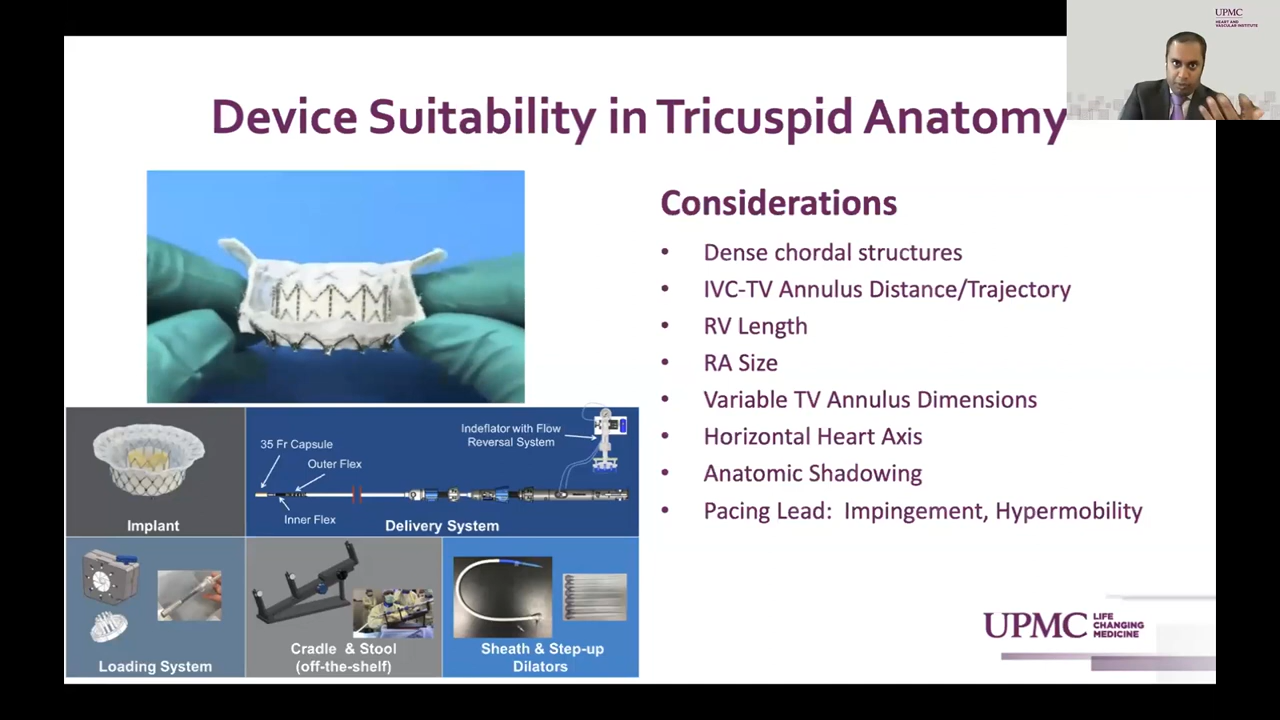 UPMC
HEART AND
VASCULAR INSTITUTE
Device Suitability in Tricuspid Anatomy
Considerations
• Dense chordal structures
• IVC-TV Annulus Distance/Trajectory
• RV Length
• RA Size
• Variable TV Annulus Dimensions
• Horizontal Heart Axis
• Anatomic Shadowing
• Pacing Lead: Impingement, Hypermobility
Implant
35 Fr Capsule
Outer Flex
Inner Flex
Indeflator with Flow
Reversal System
Delivery System
Loading System
Cradle & Stool
(off-the-shelf)
Sheath & Step-up
Dilators
UPMC
LIFE
CHANGING
MEDICINE